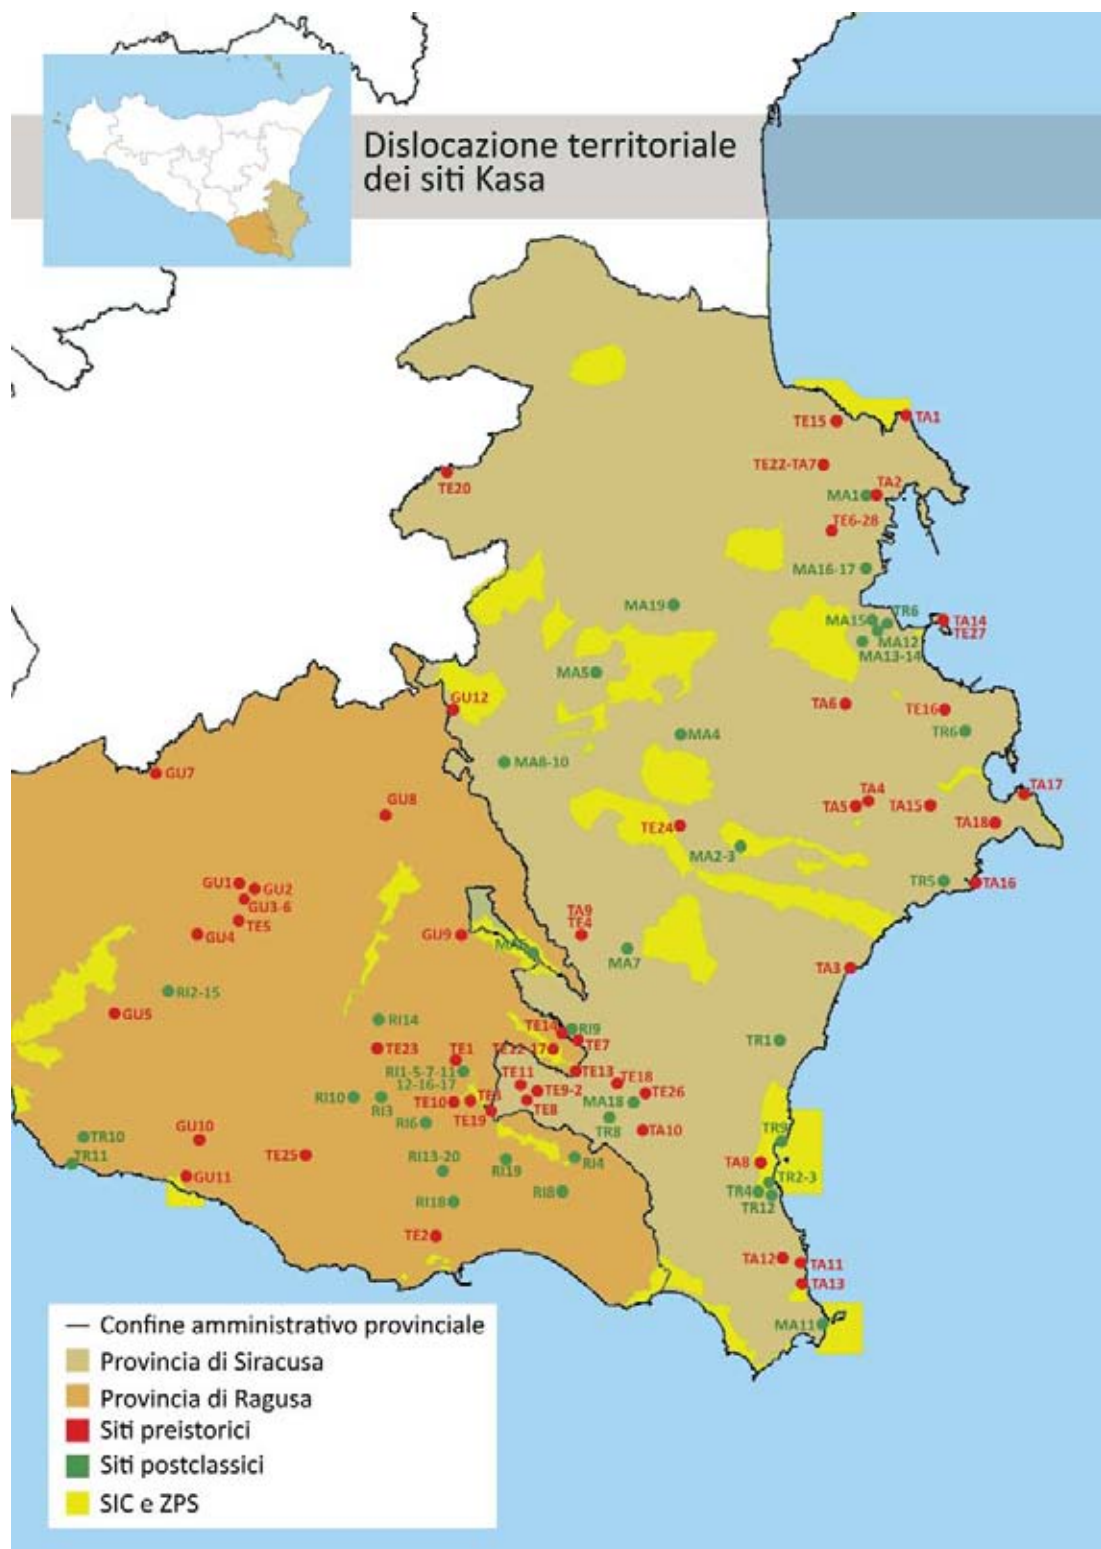 Dislocazione territoriale
dei siti Kasa
TE15
TA1
TE22-TA7
TE20
MA1
TA2
TE6-28
MA16-17
MA19
MA15
TR6
TA14
TE27
MA12
MA13-14
MA5
GU12
TA6
TE16
TR6
MA4
MA8-10
GU7
GU8
TA17
TA4
TA5
TA15
TA18
TE24
MA2-3
GU1
GU2
GU3-6
TE5
GU4
TR5
TA16
TA9
TE4
GU9
MA7
TA3
RI2-15
GU5
RI14
TE14
RI9
TE7
TR1
TE23
TE1
TE22-17
RI1-5-7-11
12-16-17
TE13
TE11
TE18
TE9-2
TE26
RI10
RI3
TE10
TE8
MA18
TE19
RI6
TR8
TA10
TR10
GU10
TR9
TR11
TE25
RI13-20
RI19
RI4
TA8
GU11
TR2-3
RI18
RI8
TR4
TR12
TE2
TA12
TA11
TA13
MA11
Confine amministrativo provinciale
Provincia di Siracusa
Provincia di Ragusa
Siti preistorici
Siti postclassici
SIC e ZPS